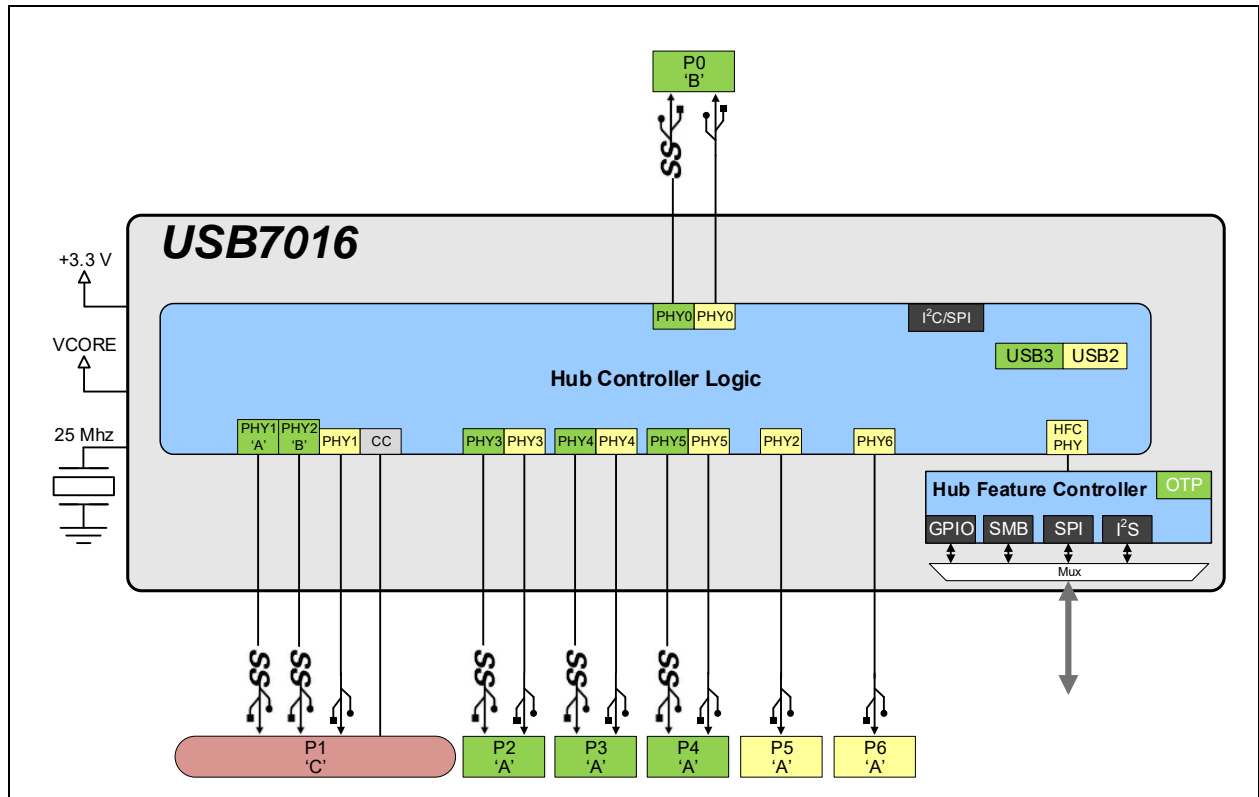 P0
‘B’
SS
USB7016
+3.3 V
VCORE
25 Mhz
PHY0 PHY0
I²C/SPI
USB3 USB2
Hub Controller Logic
PHY1 ‘A’
PHY2 ‘B’
PHY1
CC
PHY3 PHY3
PHY4 PHY4
PHY5 PHY5
PHY2
PHY6
HFC PHY
Hub Feature Controller
OTP
GPIO SMB SPI I²S
Mux
SS SS SS SS SS
P1
‘C’
P2
‘A’
P3
‘A’
P4
‘A’
P5
‘A’
P6
‘A’